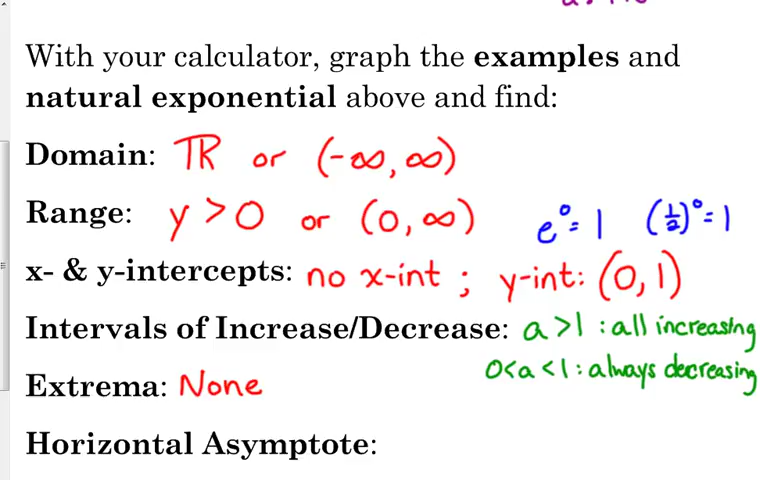 With your calculator, graph the examples and
natural exponential above and find:
Domain: ℝ or (-∞, ∞)
Range: y > 0 or (0, ∞) e⁰ = 1 (½)⁰ = 1
x- & y-intercepts: no x-int ; y-int: (0, 1)
Intervals of Increase/Decrease: a > 1 : all increasing
0 < a < 1 : always decreasing
Extrema: None
Horizontal Asymptote: